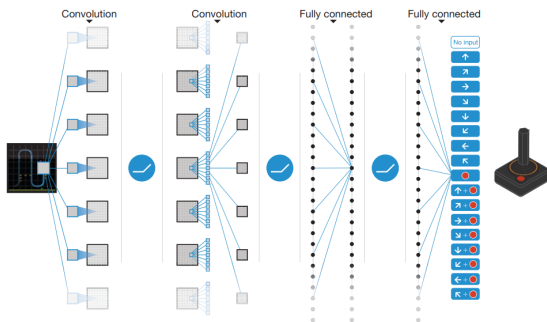 Convolution
Convolution
Fully connected
Fully connected
No input
+
+
+
+
+
+
+
+